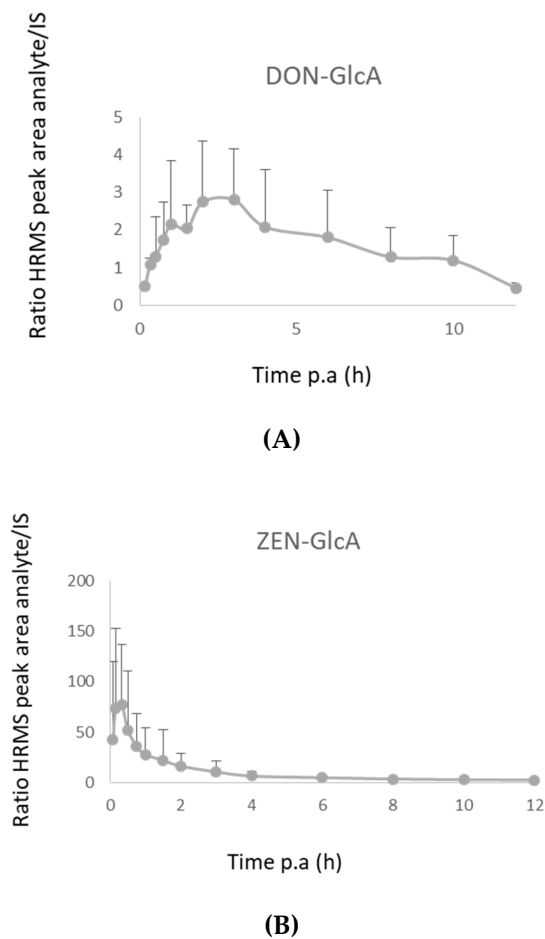 DON-GlcA
Ratio HRMS peak area analyte/IS
5
4
3
2
1
0
0 5 10
Time p.a (h)
(A)
ZEN-GlcA
Ratio HRMS peak area analyte/IS
200
150
100
50
0
0 2 4 6 8 10 12
Time p.a (h)
(B)